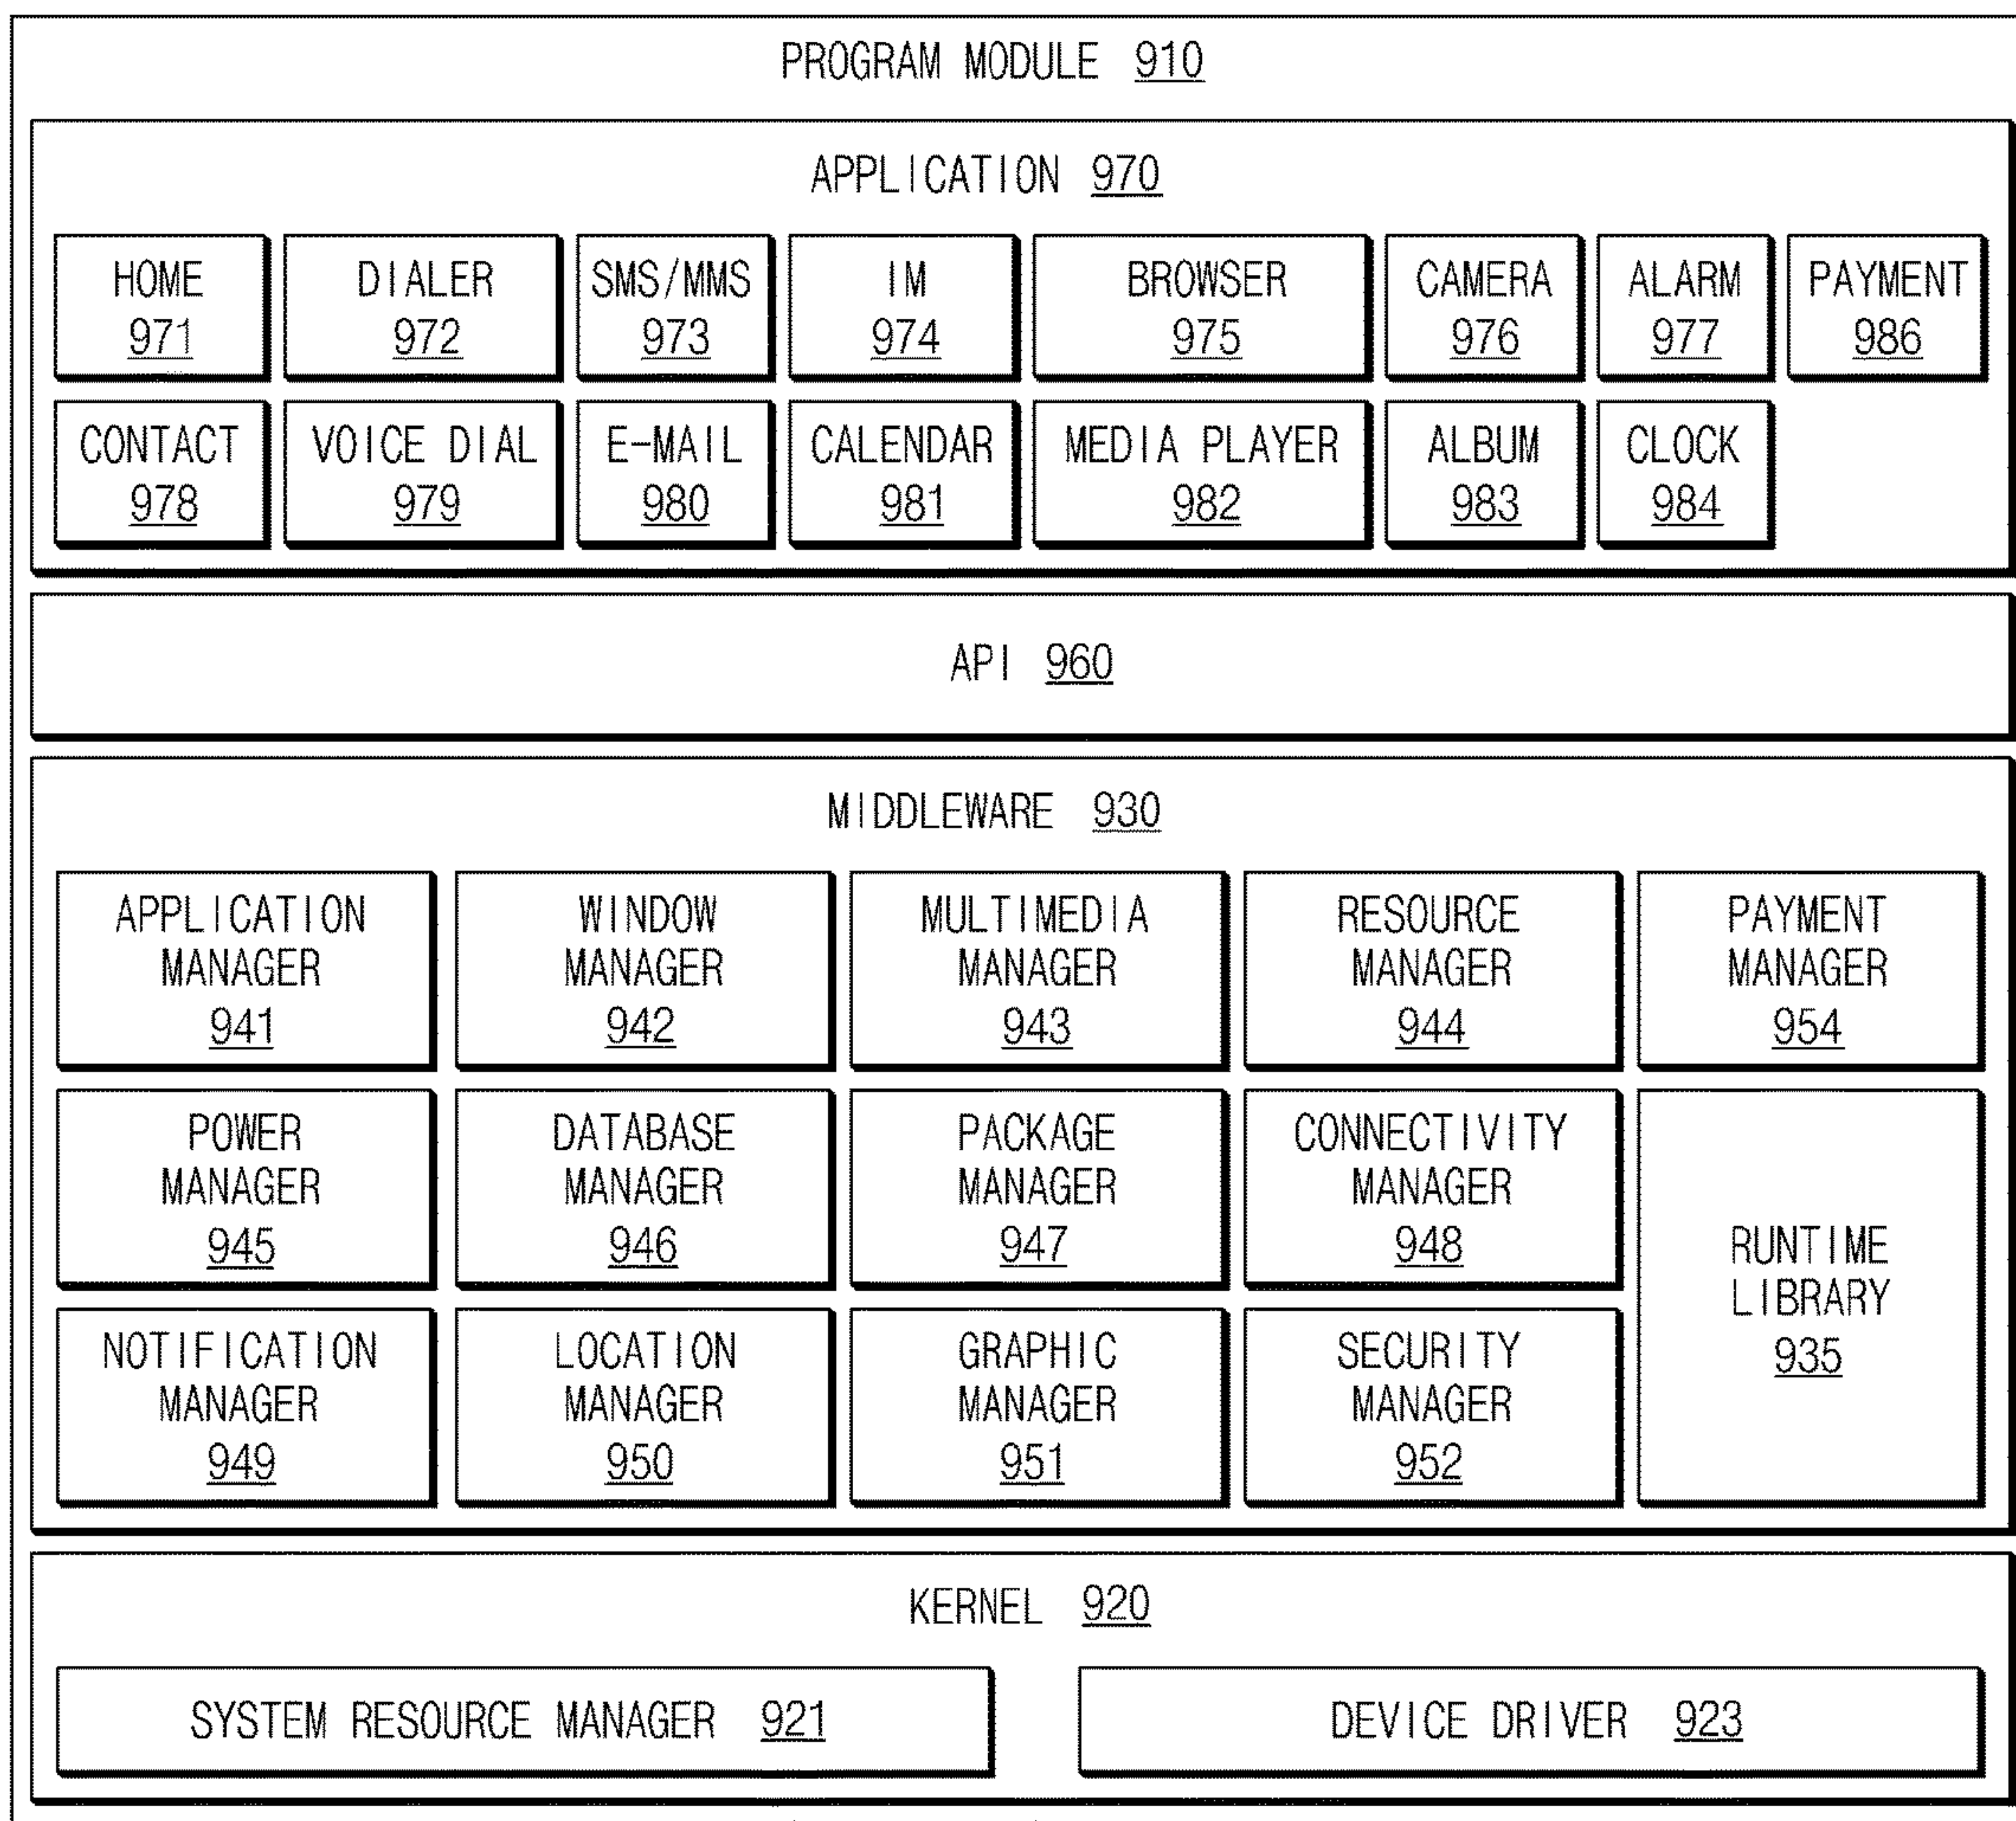 PROGRAM MODULE 910
APPLICATION 970
HOME
971
DIALER
972
SMS/MMS
973
IM
974
BROWSER
975
CAMERA
976
ALARM
977
PAYMENT
986
CONTACT
978
VOICE DIAL
979
E-MAIL
980
CALENDAR
981
MEDIA PLAYER
982
ALBUM
983
CLOCK
984
API 960
MIDDLEWARE 930
APPLICATION
MANAGER
941
WINDOW
MANAGER
942
MULTIMEDIA
MANAGER
943
RESOURCE
MANAGER
944
PAYMENT
MANAGER
954
POWER
MANAGER
945
DATABASE
MANAGER
946
PACKAGE
MANAGER
947
CONNECTIVITY
MANAGER
948
RUNTIME
LIBRARY
935
NOTIFICATION
MANAGER
949
LOCATION
MANAGER
950
GRAPHIC
MANAGER
951
SECURITY
MANAGER
952
KERNEL 920
SYSTEM RESOURCE MANAGER 921
DEVICE DRIVER 923